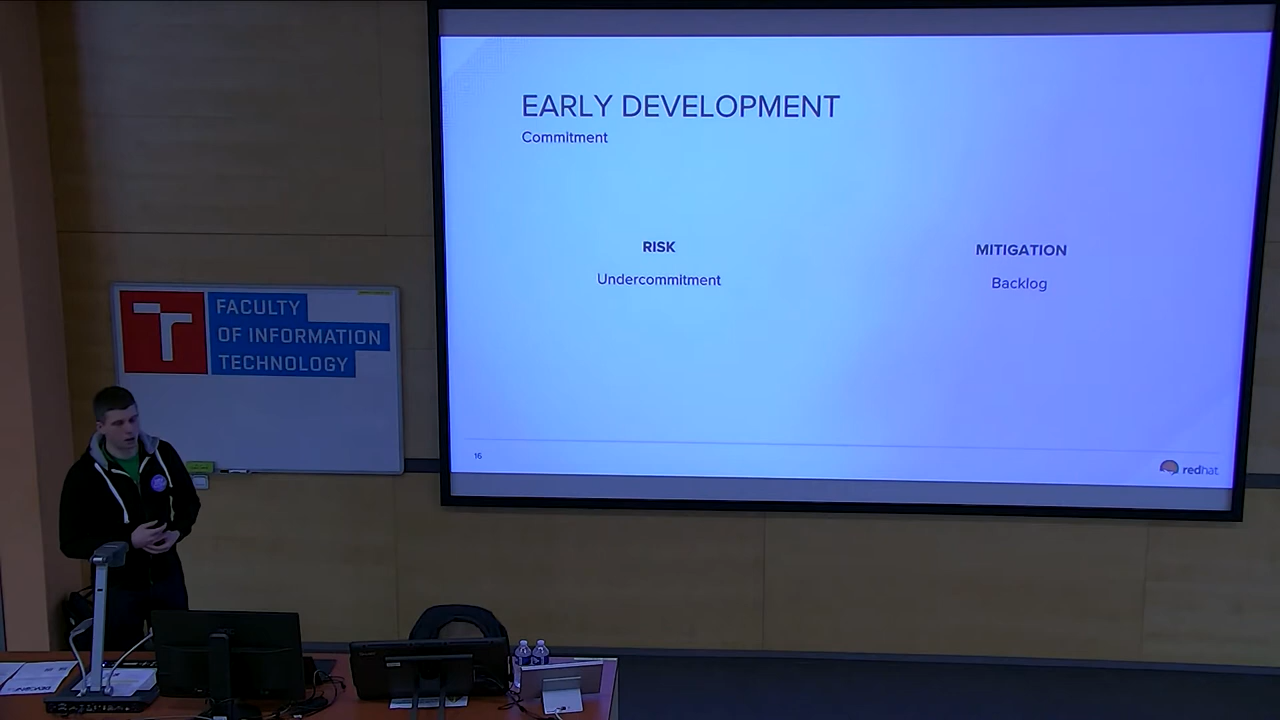 EARLY DEVELOPMENT
Commitment
RISK
Undercommitment
MITIGATION
Backlog
16
redhat
T
FACULTY
OF INFORMATION
TECHNOLOGY